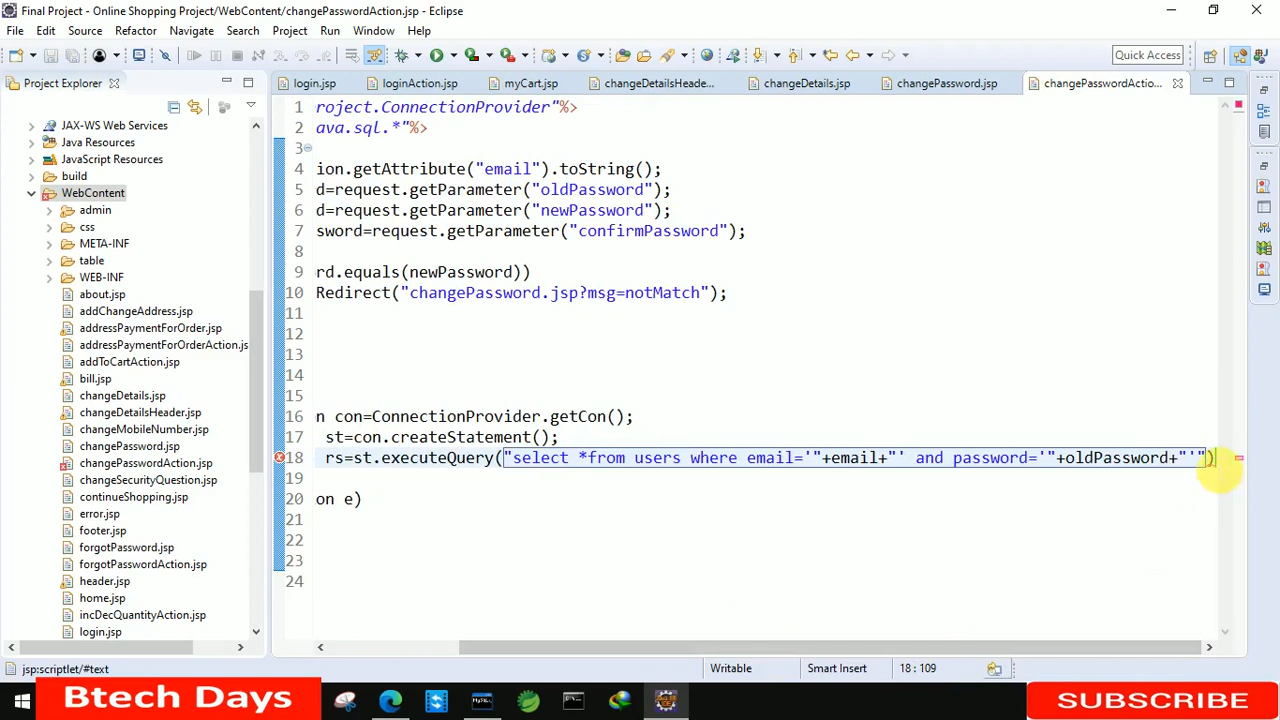 Final Project - Online Shopping Project/WebContent/changePasswordAction.jsp - Eclipse
File Edit Source Refactor Navigate Search Project Run Window Help
Quick Access
Project Explorer
login.jsp loginAction.jsp myCart.jsp changeDetailsHeade... changeDetails.jsp changePassword.jsp changePasswordActio...
JAX-WS Web Services
Java Resources
JavaScript Resources
build
WebContent
admin
css
META-INF
table
WEB-INF
about.jsp
addChangeAddress.jsp
addressPaymentForOrder.jsp
addressPaymentForOrderAction.js
addToCartAction.jsp
bill.jsp
changeDetails.jsp
changeDetailsHeader.jsp
changeMobileNumber.jsp
changePassword.jsp
changePasswordAction.jsp
changeSecurityQuestion.jsp
continueShopping.jsp
error.jsp
footer.jsp
forgotPassword.jsp
forgotPasswordAction.jsp
header.jsp
home.jsp
incDecQuantityAction.jsp
login.jsp
1 roject.ConnectionProvider"%>
2 ava.sql.*"%>
3
4 ion.getAttribute("email").toString();
5 d=request.getParameter("oldPassword");
6 d=request.getParameter("newPassword");
7 sword=request.getParameter("confirmPassword");
8
9 rd.equals(newPassword))
10 Redirect("changePassword.jsp?msg=notMatch");
11
12
13
14
15
16 n con=ConnectionProvider.getCon();
17 st=con.createStatement();
18 rs=st.executeQuery("select *from users where email='"+email+"' and password='"+oldPassword+"'")
19
20 on e)
21
22
23
24
jsp:scriptlet/#text
Writable
Smart Insert
18 : 109
Btech Days
SUBSCRIBE